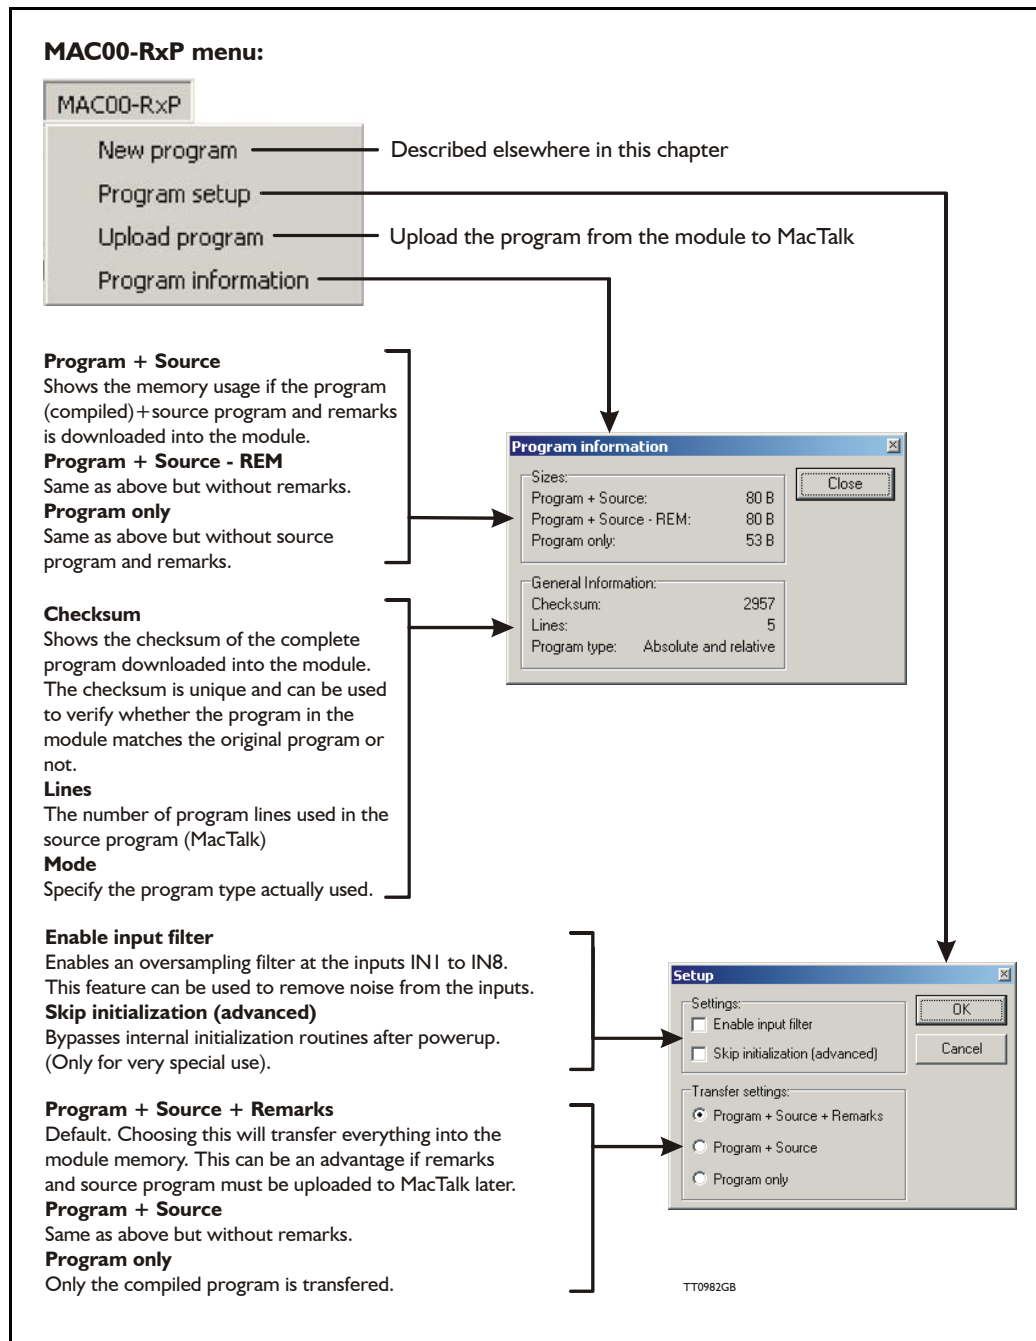 MAC00-RxP menu:
MAC00-RxP
New program
Described elsewhere in this chapter
Program setup
Upload program
Upload the program from the module to MacTalk
Program information
Program + Source
Shows the memory usage if the program
(compiled)+source program and remarks
is downloaded into the module.
Program + Source - REM
Same as above but without remarks.
Program only
Same as above but without source
program and remarks.
Program information
Sizes:
Program + Source: 80 B
Program + Source - REM: 80 B
Program only: 53 B
Close
General Information:
Checksum: 2957
Lines: 5
Program type: Absolute and relative
Checksum
Shows the checksum of the complete
program downloaded into the module.
The checksum is unique and can be used
to verify whether the program in the
module matches the original program or
not.
Lines
The number of program lines used in the
source program (MacTalk)
Mode
Specify the program type actually used.
Enable input filter
Enables an oversampling filter at the inputs IN1 to IN8.
This feature can be used to remove noise from the inputs.
Skip initialization (advanced)
Bypasses internal initialization routines after powerup.
(Only for very special use).
Setup
Settings:
Enable input filter
Skip initialization (advanced)
OK
Cancel
Transfer settings:
Program + Source + Remarks
Program + Source
Program only
Program + Source + Remarks
Default. Choosing this will transfer everything into the
module memory. This can be an advantage if remarks
and source program must be uploaded to MacTalk later.
Program + Source
Same as above but without remarks.
Program only
Only the compiled program is transfered.
TT0982GB